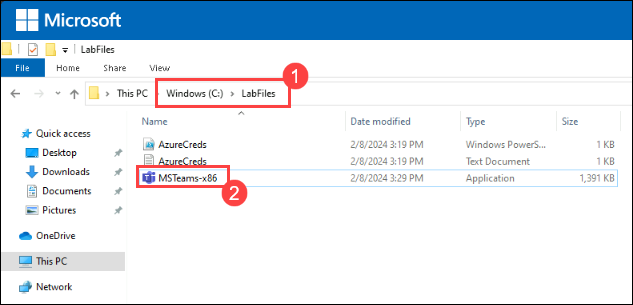 Microsoft
LabFiles
File Home Share View
This PC Windows (C:) LabFiles
1
Name Date modified Type Size
Quick access
Desktop
Downloads
Documents
Pictures
OneDrive
This PC
Network
AzureCreds 2/8/2024 3:19 PM Windows PowerS... 1 KB
AzureCreds 2/8/2024 3:19 PM Text Document 1 KB
MSTeams-x86 2/8/2024 3:29 PM Application 1,391 KB
2